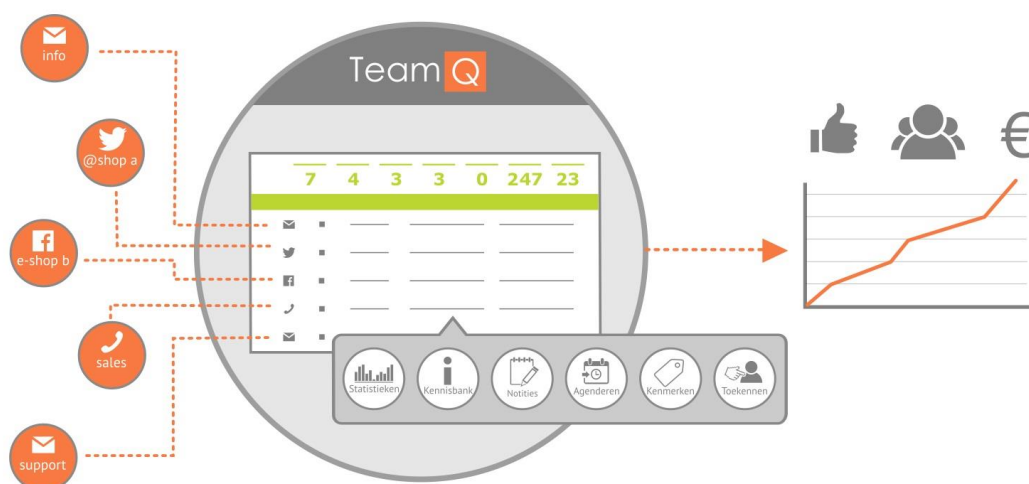 info
@shop a
e-shop b
sales
support
Team Q
7 4 3 3 0 247 23
Statistieken
Kennisbank
Notities
Agenderen
Kenmerken
Toekennen
€